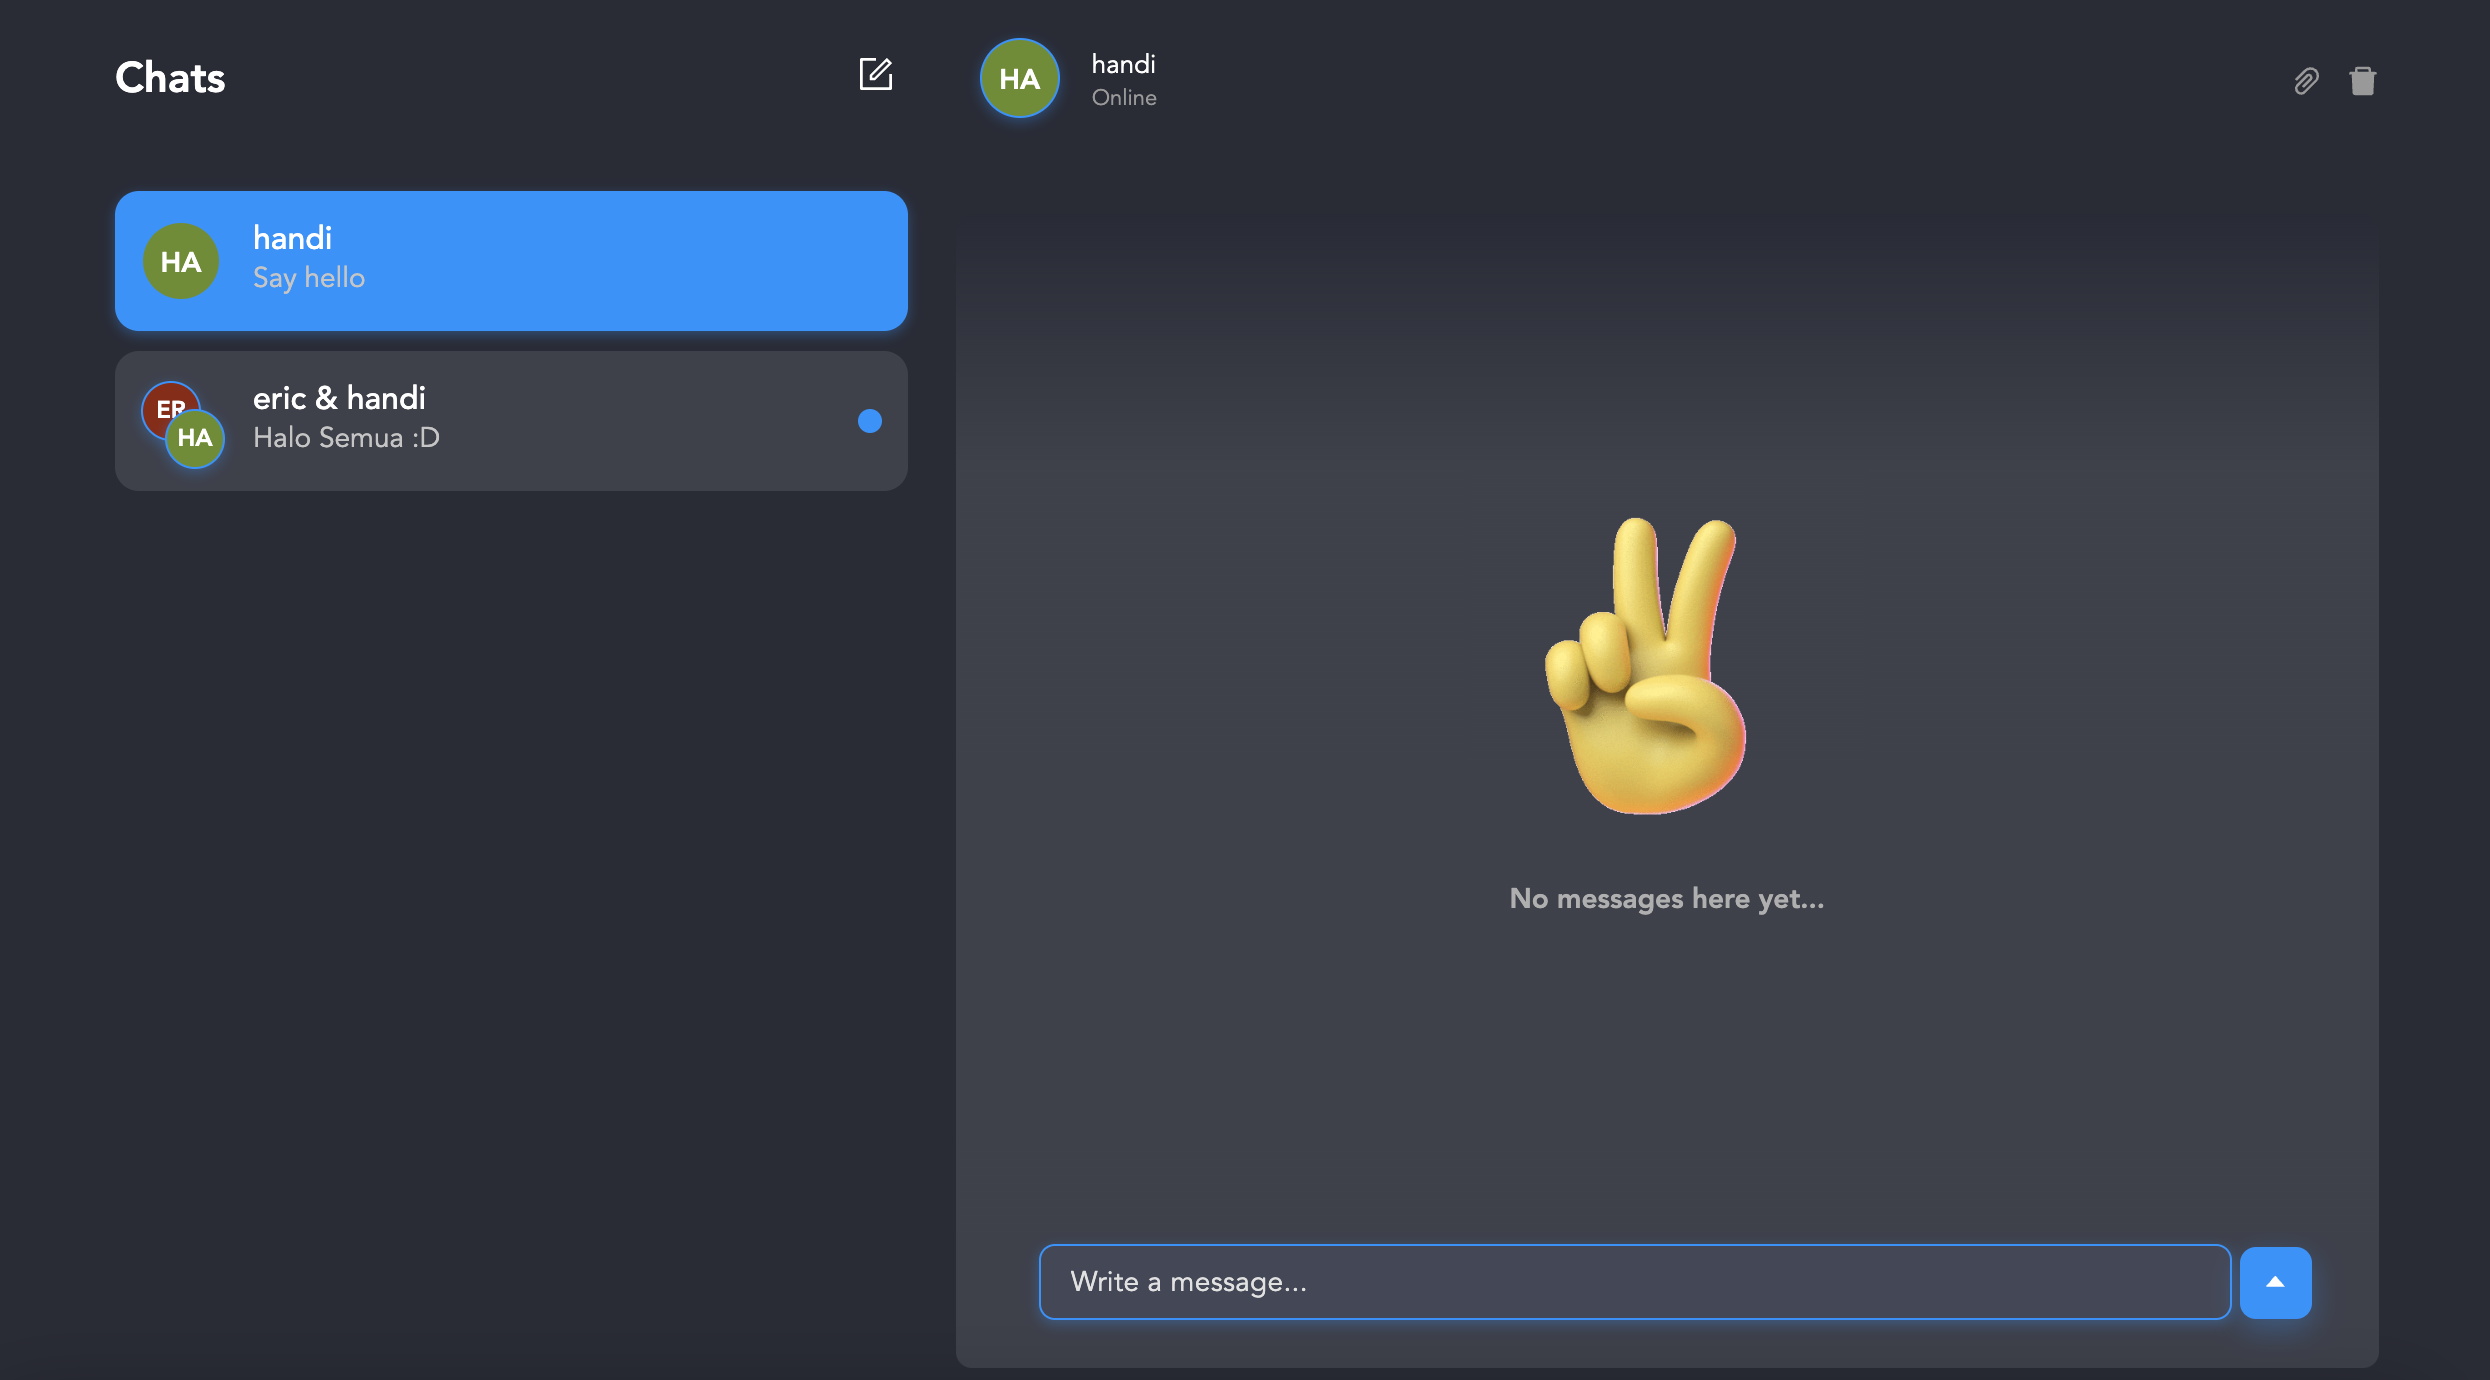 Chats
HA
handi
Say hello
ER
HA
eric & handi
Halo Semua :D
HA
handi
Online
No messages here yet...
Write a message...